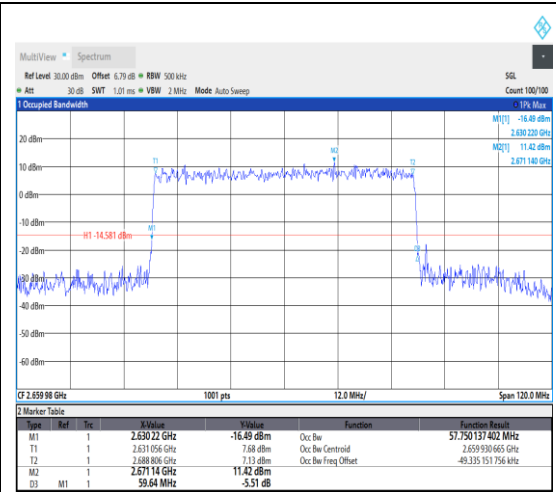 MultiView Spectrum
Ref Level 30.00 dBm Offset 6.79 dB RBW 500 kHz SGL
Att 30 dB SWT 1.01 ms VBW 2 MHz Mode Auto Sweep Count 100/100
1 Occupied Bandwidth 1Pk Max
M1[1] -16.49 dBm
2.630 220 GHz
M2[1] 11.42 dBm
2.671 140 GHz
20 dBm
M2
T1 T2
10 dBm
0 dBm
-10 dBm
M1
H1 -14.581 dBm
-20 dBm
-30 dBm
-40 dBm
-50 dBm
-60 dBm
CF 2.659 98 GHz 1001 pts 12.0 MHz/ Span 120.0 MHz
2 Marker Table
Type Ref Trc X-Value Y-Value Function Function Result
M1 1 2.630 22 GHz -16.49 dBm Occ Bw 57.750 137 402 MHz
T1 1 2.631 056 GHz 7.68 dBm Occ Bw Centroid 2.659 930 665 GHz
T2 1 2.688 806 GHz 7.13 dBm Occ Bw Freq Offset -49.335 151 756 kHz
M2 1 2.671 14 GHz 11.42 dBm
D3 M1 1 59.64 MHz -5.51 dB